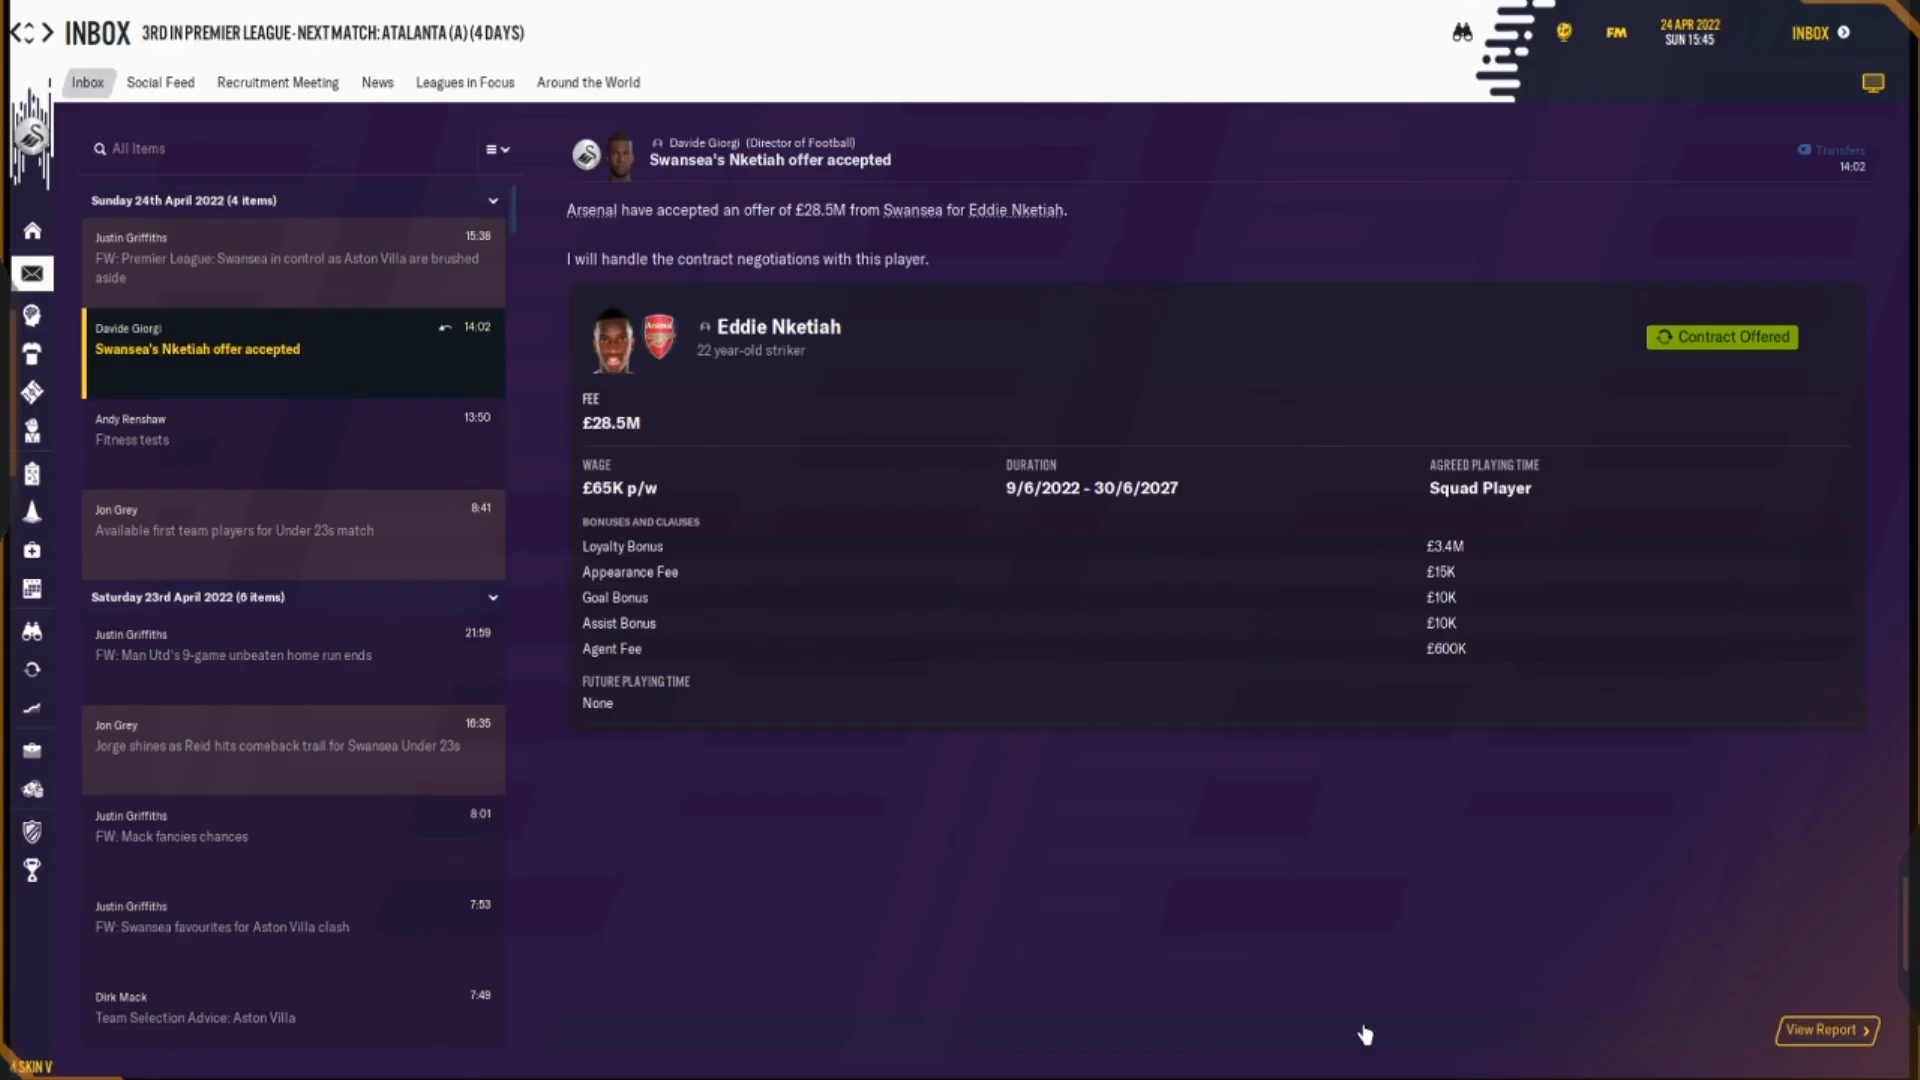 INBOX
3RD IN PREMIER LEAGUE - NEXT MATCH: ATALANTA (A) (4 DAYS)
FM
24 APR 2022
SUN 15:45
INBOX
Inbox
Social Feed
Recruitment Meeting
News
Leagues in Focus
Around the World
All Items
Sunday 24th April 2022 (4 items)
Justin Griffiths
15:38
FW: Premier League: Swansea in control as Aston Villa are brushed
aside
Davide Giorgi
14:02
Swansea's Nketiah offer accepted
Andy Renshaw
13:50
Fitness tests
Jon Grey
8:41
Available first team players for Under 23s match
Saturday 23rd April 2022 (6 items)
Justin Griffiths
21:59
FW: Man Utd's 9-game unbeaten home run ends
Jon Grey
16:35
Jorge shines as Reid hits comeback trail for Swansea Under 23s
Justin Griffiths
8:01
FW: Mack fancies chances
Justin Griffiths
7:53
FW: Swansea favourites for Aston Villa clash
Dirk Mack
7:49
Team Selection Advice: Aston Villa
Davide Giorgi (Director of Football)
Swansea's Nketiah offer accepted
Transfers
14:02
Arsenal have accepted an offer of £28.5M from Swansea for Eddie Nketiah.
I will handle the contract negotiations with this player.
Arsenal
Eddie Nketiah
22 year-old striker
Contract Offered
FEE
£28.5M
WAGE
£65K p/w
DURATION
9/6/2022 - 30/6/2027
AGREED PLAYING TIME
Squad Player
BONUSES AND CLAUSES
Loyalty Bonus
£3.4M
Appearance Fee
£15K
Goal Bonus
£10K
Assist Bonus
£10K
Agent Fee
£600K
FUTURE PLAYING TIME
None
View Report
SKIN V